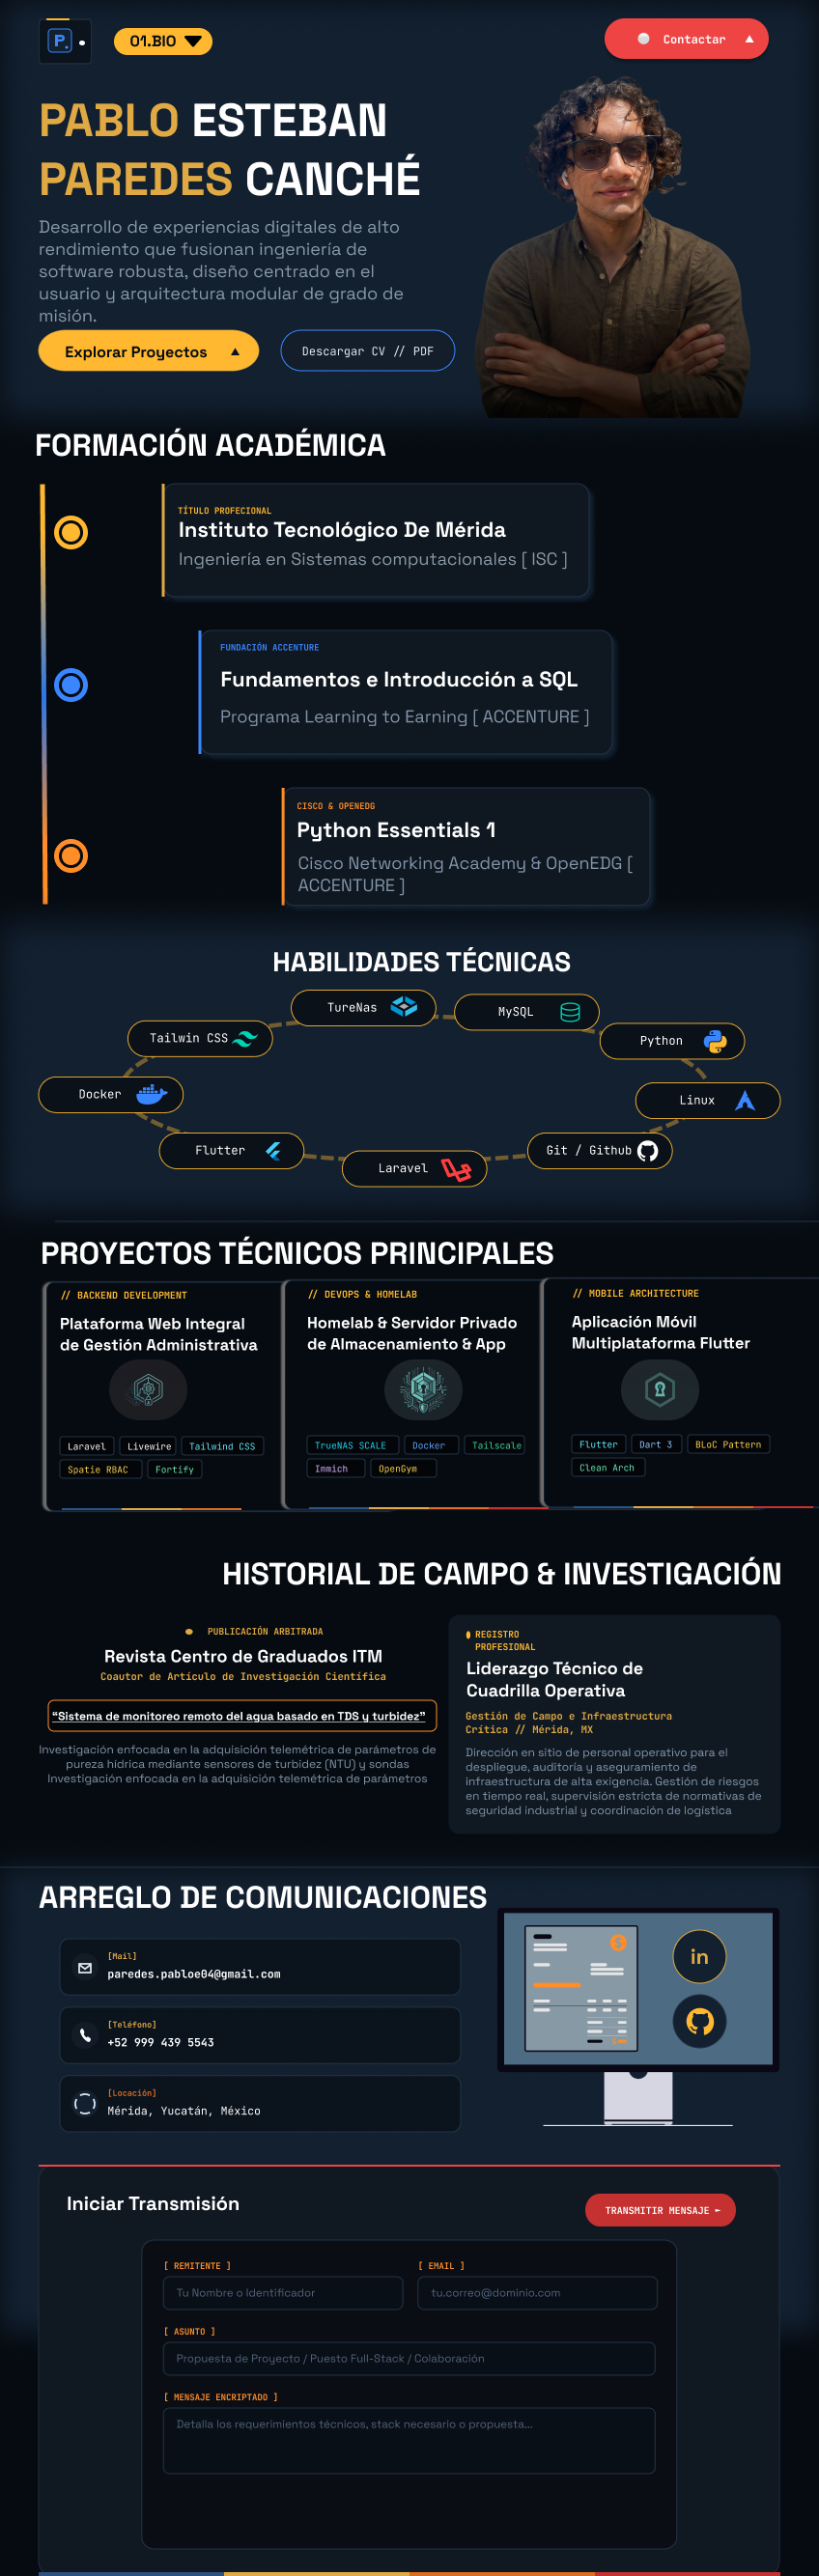 P.
01.BIO
Contactar
PABLO ESTEBAN
PAREDES CANCHÉ
Desarrollo de experiencias digitales de alto
rendimiento que fusionan ingeniería de
software robusta, diseño centrado en el
usuario y arquitectura modular de grado de
misión.
Explorar Proyectos
Descargar CV // PDF
FORMACIÓN ACADÉMICA
TÍTULO PROFECIONAL
Instituto Tecnológico De Mérida
Ingeniería en Sistemas computacionales [ ISC ]
FUNDACIÓN ACCENTURE
Fundamentos e Introducción a SQL
Programa Learning to Earning [ ACCENTURE ]
CISCO & OPENEDG
Python Essentials 1
Cisco Networking Academy & OpenEDG [
ACCENTURE ]
HABILIDADES TÉCNICAS
TureNas
MySQL
Tailwin CSS
Python
Docker
Linux
Flutter
Git / Github
Laravel
PROYECTOS TÉCNICOS PRINCIPALES
// BACKEND DEVELOPMENT
Plataforma Web Integral
de Gestión Administrativa
Laravel
Livewire
Tailwind CSS
Spatie RBAC
Fortify
// DEVOPS & HOMELAB
Homelab & Servidor Privado
de Almacenamiento & App
TrueNAS SCALE
Docker
Tailscale
Immich
OpenGym
// MOBILE ARCHITECTURE
Aplicación Móvil
Multiplataforma Flutter
Flutter
Dart 3
BLoC Pattern
Clean Arch
HISTORIAL DE CAMPO & INVESTIGACIÓN
PUBLICACIÓN ARBITRADA
Revista Centro de Graduados ITM
Coautor de Artículo de Investigación Científica
“Sistema de monitoreo remoto del agua basado en TDS y turbidez”
Investigación enfocada en la adquisición telemétrica de parámetros de
pureza hídrica mediante sensores de turbidez (NTU) y sondas
Investigación enfocada en la adquisición telemétrica de parámetros
REGISTRO
PROFESIONAL
Liderazgo Técnico de
Cuadrilla Operativa
Gestión de Campo e Infraestructura
Crítica // Mérida, MX
Dirección en sitio de personal operativo para el
despliegue, auditoría y aseguramiento de
infraestructura de alta exigencia. Gestión de riesgos
en tiempo real, supervisión estricta de normativas de
seguridad industrial y coordinación de logística
ARREGLO DE COMUNICACIONES
[Mail]
paredes.pabloe04@gmail.com
[Teléfono]
+52 999 439 5543
[Locación]
Mérida, Yucatán, México
$
in
Iniciar Transmisión
TRANSMITIR MENSAJE
[ REMITENTE ]
[ EMAIL ]
Tu Nombre o Identificador
tu.correo@dominio.com
[ ASUNTO ]
Propuesta de Proyecto / Puesto Full-Stack / Colaboración
[ MENSAJE ENCRIPTADO ]
Detalla los requerimientos técnicos, stack necesario o propuesta...